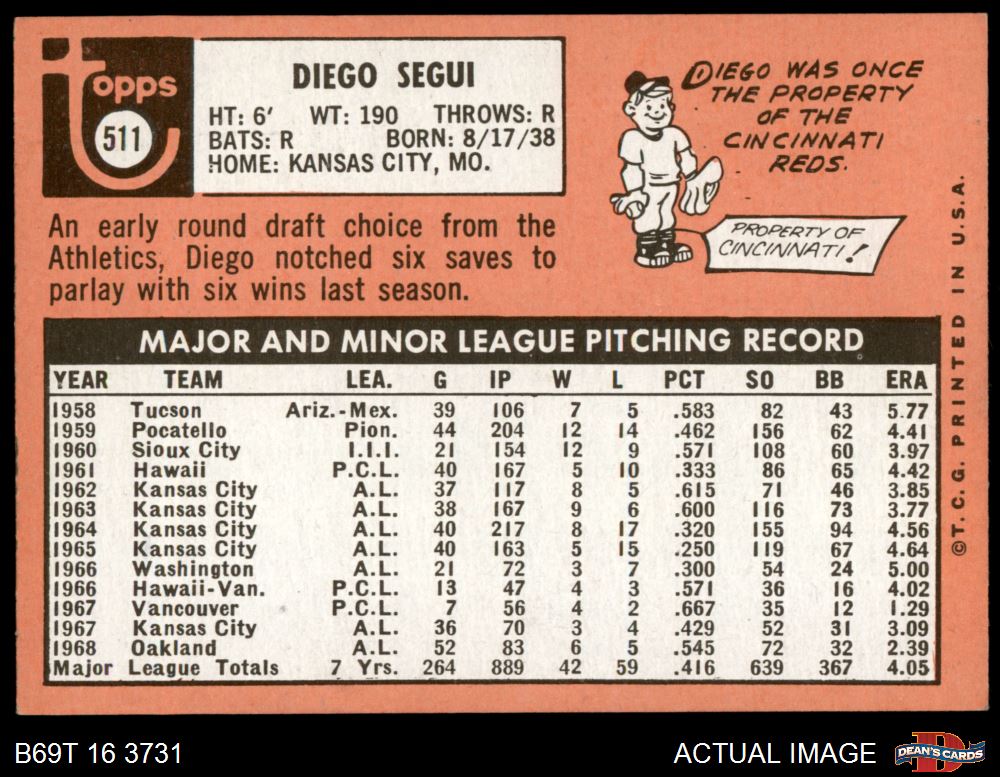 Topps
511
DIEGO SEGUI
HT: 6' WT: 190 THROWS: R
BATS: R BORN: 8/17/38
HOME: KANSAS CITY, MO.
DIEGO WAS ONCE
THE PROPERTY
OF THE
CINCINNATI
REDS.
PROPERTY OF
CINCINNATI!
An early round draft choice from the
Athletics, Diego notched six saves to
parlay with six wins last season.
MAJOR AND MINOR LEAGUE PITCHING RECORD
YEAR TEAM LEA. G IP W L PCT SO BB ERA
1958 Tucson Ariz.-Mex. 39 106 7 5 .583 82 43 5.77
1959 Pocatello Pion. 44 204 12 14 .462 156 62 4.41
1960 Sioux City I.I.I. 21 154 12 9 .571 108 60 3.97
1961 Hawaii P.C.L. 40 167 5 10 .333 86 65 4.42
1962 Kansas City A.L. 37 117 8 5 .615 71 46 3.85
1963 Kansas City A.L. 38 167 9 6 .600 116 73 3.77
1964 Kansas City A.L. 40 217 8 17 .320 155 94 4.56
1965 Kansas City A.L. 40 163 5 15 .250 119 67 4.64
1966 Washington A.L. 21 72 3 7 .300 54 24 5.00
1966 Hawaii-Van. P.C.L. 13 47 4 3 .571 36 16 4.02
1967 Vancouver P.C.L. 7 56 4 2 .667 35 12 1.29
1967 Kansas City A.L. 36 70 3 4 .429 52 31 3.09
1968 Oakland A.L. 52 83 6 5 .545 72 32 2.39
Major League Totals 7 Yrs. 264 889 42 59 .416 639 367 4.05
©T.C.G. PRINTED IN U.S.A.
B69T 16 3731
ACTUAL IMAGE
DEAN'S CARDS